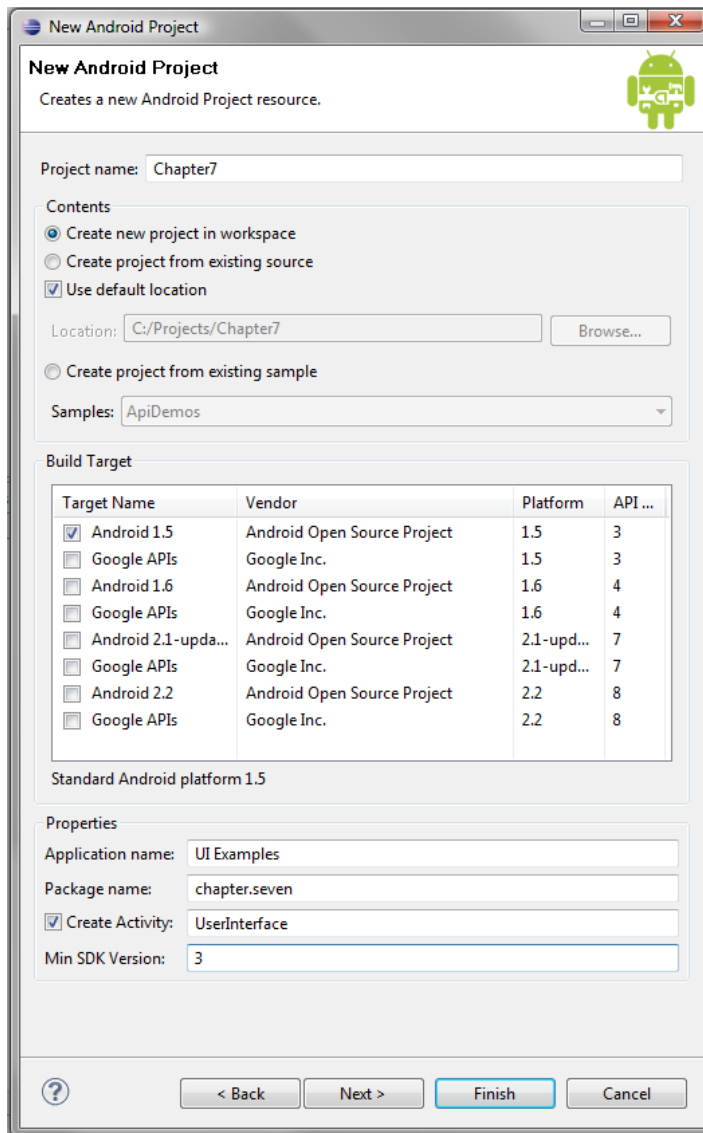 New Android Project
New Android Project
Creates a new Android Project resource.
Project name: Chapter7
Contents
Create new project in workspace
Create project from existing source
Use default location
Location: C:/Projects/Chapter7 Browse...
Create project from existing sample
Samples: ApiDemos
Build Target
Target Name Vendor Platform API ...
Android 1.5 Android Open Source Project 1.5 3
Google APIs Google Inc. 1.5 3
Android 1.6 Android Open Source Project 1.6 4
Google APIs Google Inc. 1.6 4
Android 2.1-upda... Android Open Source Project 2.1-upd... 7
Google APIs Google Inc. 2.1-upd... 7
Android 2.2 Android Open Source Project 2.2 8
Google APIs Google Inc. 2.2 8
Standard Android platform 1.5
Properties
Application name: UI Examples
Package name: chapter.seven
Create Activity: UserInterface
Min SDK Version: 3
? < Back Next > Finish Cancel